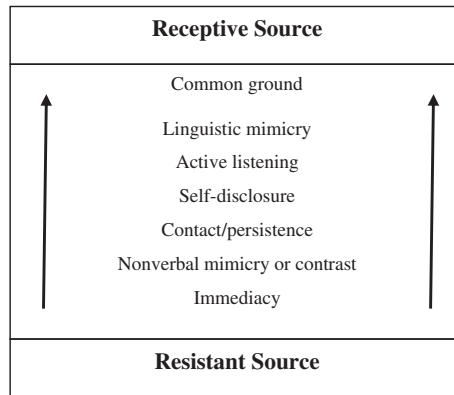 Receptive Source
Common ground
Linguistic mimicry
Active listening
Self-disclosure
Contact/persistence
Nonverbal mimicry or contrast
Immediacy
Resistant Source